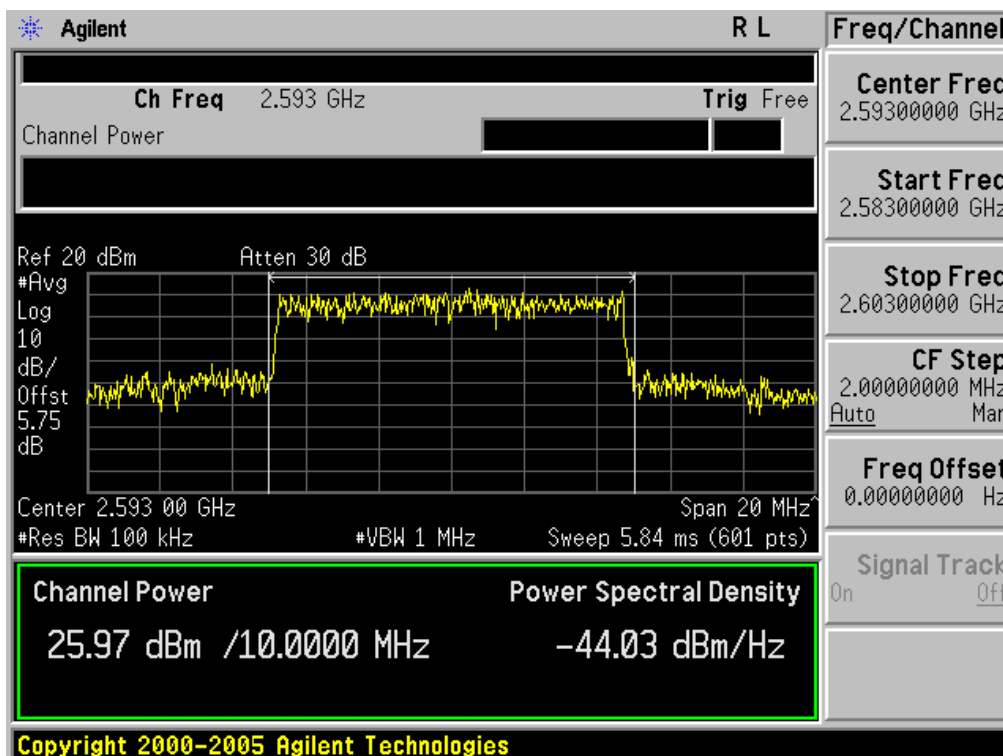 Agilent R L
Freq/Channel
Ch Freq 2.593 GHz Trig Free
Channel Power
Center Freq
2.59300000 GHz
Start Freq
2.58300000 GHz
Stop Freq
2.60300000 GHz
CF Step
2.00000000 MHz
Auto Man
Freq Offset
0.00000000 Hz
Signal Track
On Off
Ref 20 dBm Atten 30 dB
#Avg
Log
10
dB/
Offst
5.75
dB
Center 2.593 00 GHz Span 20 MHz^
#Res BW 100 kHz #VBW 1 MHz Sweep 5.84 ms (601 pts)
Channel Power Power Spectral Density
25.97 dBm /10.0000 MHz -44.03 dBm/Hz
Copyright 2000-2005 Agilent Technologies